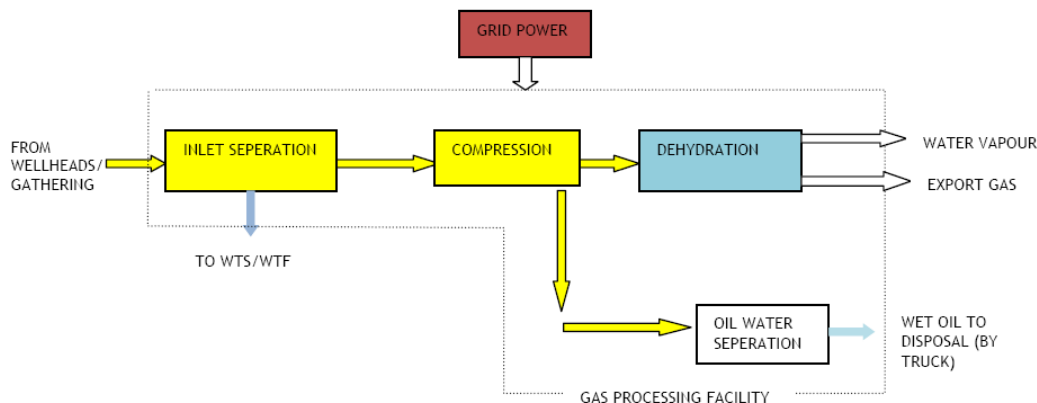 GRID POWER
FROM
WELLHEADS/
GATHERING
INLET SEPERATION
COMPRESSION
DEHYDRATION
WATER VAPOUR
EXPORT GAS
TO WTS/WTF
OIL WATER
SEPERATION
WET OIL TO
DISPOSAL (BY
TRUCK)
GAS PROCESSING FACILITY